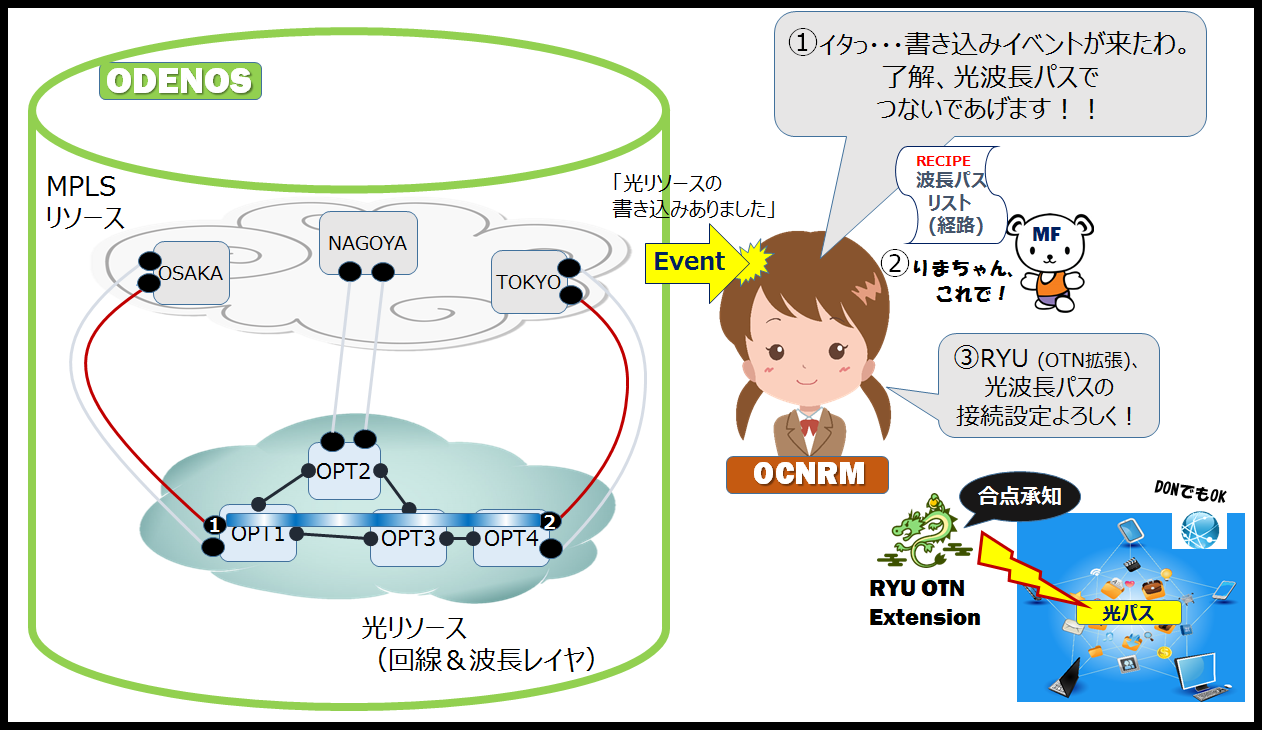 ODENOS
MPLS
リソース
OSAKA
NAGOYA
TOKYO
OPT2
1
2
OPT1
OPT3
OPT4
光リソース
（回線＆波長レイヤ）
「光リソースの
書き込みありました」
Event
①イタっ・・・書き込みイベントが来たわ。
了解、光波長パスで
つないであげます！！
RECIPE
波長パス
リスト
（経路）
MF
②りまちゃん、
これで！
③RYU (OTN拡張)、
光波長パスの
接続設定よろしく！
OCNRM
合点承知
DONでもOK
RYU OTN
Extension
光パス